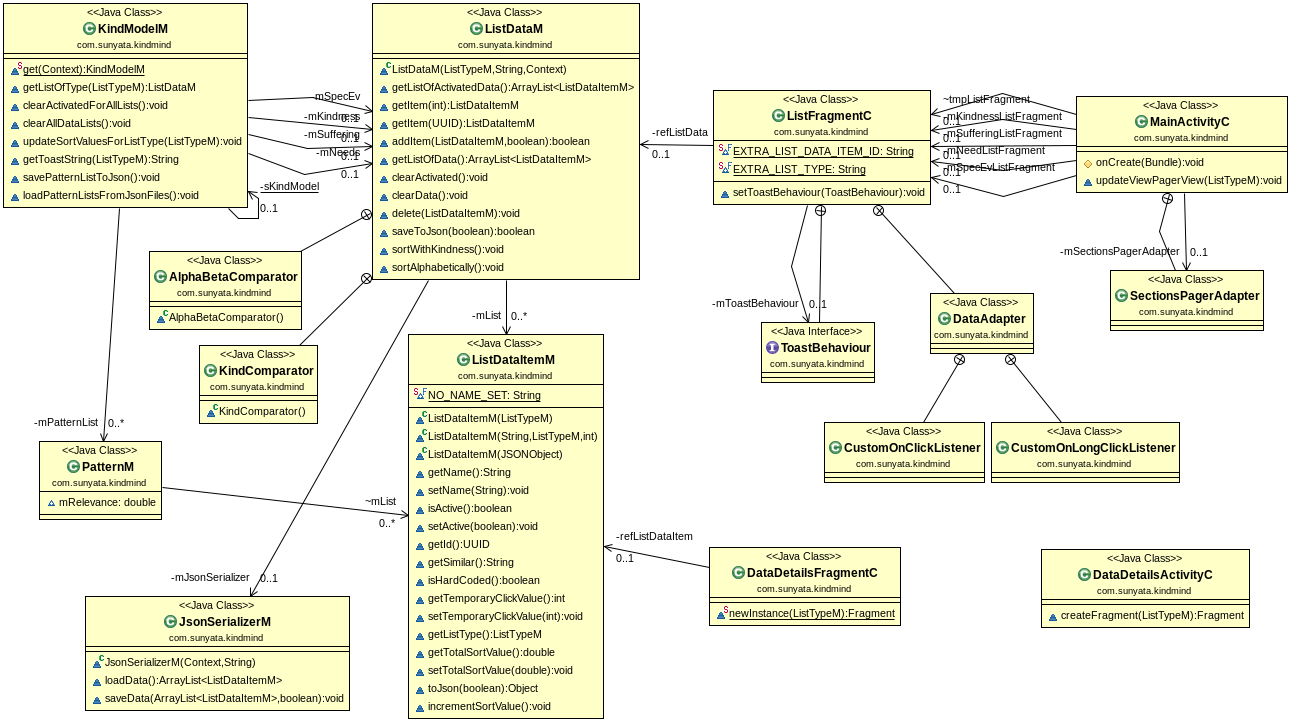 <<Java Class>>
KindModelM
com.sunyata.kindmind
get(Context):KindModelM
getListOfType(ListTypeM):ListDataM
clearActivatedForAllLists():void
clearAllDataLists():void
updateSortValuesForListType(ListTypeM):void
getToastString(ListTypeM):String
savePatternListToJson():void
loadPatternListsFromJsonFiles():void
-mSpecEv
0..1
-mKindness
0..1
-mSuffering
0..1
-mNeeds
0..1
-sKindModel
0..1
<<Java Class>>
ListDataM
com.sunyata.kindmind
ListDataM(ListTypeM,String,Context)
getListOfActivatedData():ArrayList<ListDataItemM>
getItem(int):ListDataItemM
getItem(UUID):ListDataItemM
addItem(ListDataItemM,boolean):boolean
getListOfData():ArrayList<ListDataItemM>
clearActivated():void
clearData():void
delete(ListDataItemM):void
saveToJson(boolean):boolean
sortWithKindness():void
sortAlphabetically():void
-refListData
0..1
<<Java Class>>
ListFragmentC
com.sunyata.kindmind
EXTRA_LIST_DATA_ITEM_ID: String
EXTRA_LIST_TYPE: String
setToastBehaviour(ToastBehaviour):void
~tmpListFragment
0..1
-mKindnessListFragment
0..1
-mSufferingListFragment
0..1
-mNeedListFragment
0..1
-mSpecEvListFragment
0..1
<<Java Class>>
MainActivityC
com.sunyata.kindmind
onCreate(Bundle):void
updateViewPagerView(ListTypeM):void
-mSectionsPagerAdapter
0..1
<<Java Class>>
SectionsPagerAdapter
com.sunyata.kindmind
<<Java Class>>
AlphaBetaComparator
com.sunyata.kindmind
AlphaBetaComparator()
<<Java Class>>
KindComparator
com.sunyata.kindmind
KindComparator()
-mList
0..*
-mToastBehaviour
0..1
<<Java Interface>>
ToastBehaviour
com.sunyata.kindmind
<<Java Class>>
DataAdapter
com.sunyata.kindmind
<<Java Class>>
CustomOnClickListener
com.sunyata.kindmind
<<Java Class>>
CustomOnLongClickListener
com.sunyata.kindmind
-mPatternList
0..*
<<Java Class>>
PatternM
com.sunyata.kindmind
mRelevance: double
~mList
0..*
<<Java Class>>
ListDataItemM
com.sunyata.kindmind
NO_NAME_SET: String
ListDataItemM(ListTypeM)
ListDataItemM(String,ListTypeM,int)
ListDataItemM(JSONObject)
getName():String
setName(String):void
isActive():boolean
setActive(boolean):void
getId():UUID
getSimilar():String
isHardCoded():boolean
getTemporaryClickValue():int
setTemporaryClickValue(int):void
getListType():ListTypeM
getTotalSortValue():double
setTotalSortValue(double):void
toJson(boolean):Object
incrementSortValue():void
-mJsonSerializer
0..1
<<Java Class>>
JsonSerializerM
com.sunyata.kindmind
JsonSerializerM(Context,String)
loadData():ArrayList<ListDataItemM>
saveData(ArrayList<ListDataItemM>,boolean):void
-refListDataItem
0..1
<<Java Class>>
DataDetailsFragmentC
com.sunyata.kindmind
newInstance(ListTypeM):Fragment
<<Java Class>>
DataDetailsActivityC
com.sunyata.kindmind
createFragment(ListTypeM):Fragment